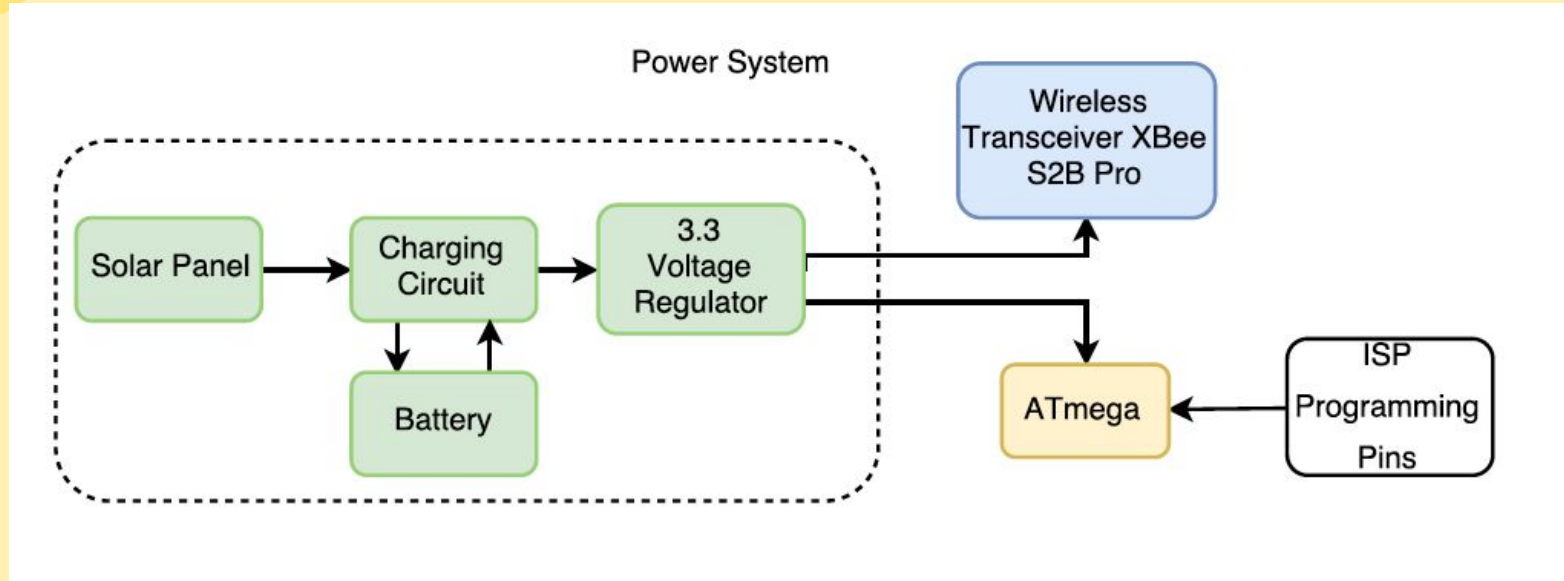 Power System
Wireless
Transceiver XBee
S2B Pro
Solar Panel
Charging
Circuit
3.3
Voltage
Regulator
Battery
ATmega
ISP
Programming
Pins